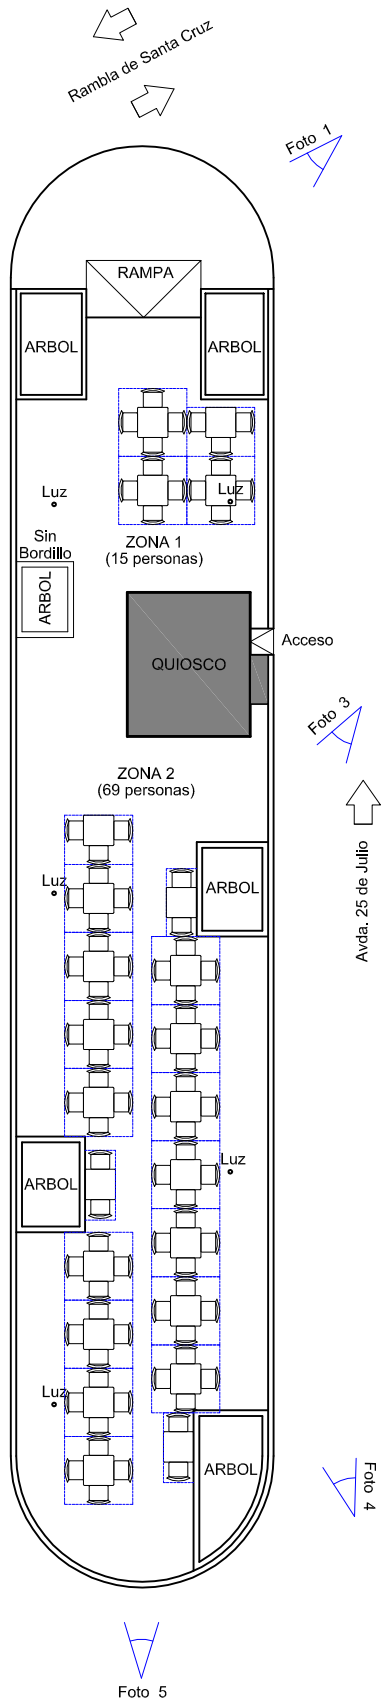 Rambla de Santa Cruz
Foto 1
RAMPA
ARBOL
ARBOL
Luz
Luz
Sin
Bordillo
ZONA 1
(15 personas)
ARBOL
Acceso
QUIOSCO
Foto 3
ZONA 2
(69 personas)
Avda. 25 de Julio
Luz
ARBOL
Luz
ARBOL
Luz
ARBOL
Foto 4
Foto 5